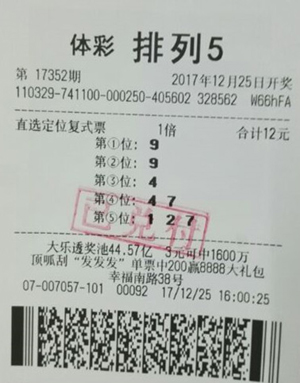 体彩 排列5
第 17352期 2017年12月25日开奖
110329-741100-000250-405602 328562 W66hFA
直选定位复式票 1倍 合计12元
第①位: 9
第②位: 9
第③位: 4
第④位: 4 7
第⑤位: 1 2 7
已兑付
大乐透奖池44.57亿 3元可中1600万
顶呱刮“发发发”单票中200赢8888大礼包
幸福南路38号
07-007057-101 00092 17/12/25 16:00:25